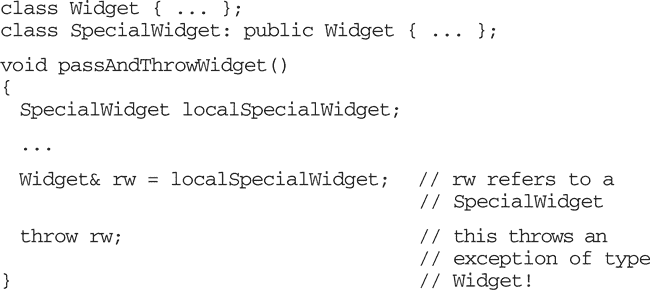 class Widget { ... };
class SpecialWidget: public Widget { ... };
void passAndThrowWidget()
{
  SpecialWidget localSpecialWidget;
  ...
  Widget& rw = localSpecialWidget;   // rw refers to a
                                     // SpecialWidget
  throw rw;                          // this throws an
                                     // exception of type
}                                    // Widget!